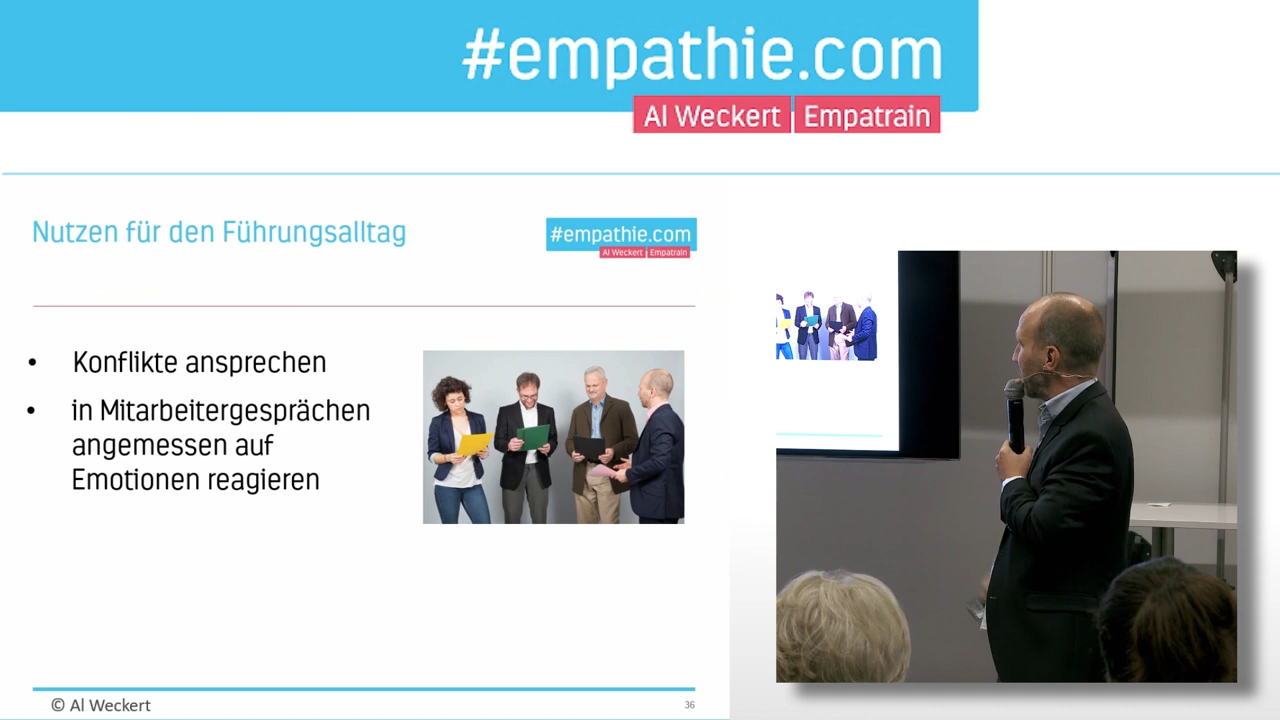 #empathie.com
Al Weckert | Empatrain
Nutzen für den Führungsalltag
#empathie.com
Al Weckert | Empatrain
• Konflikte ansprechen
• in Mitarbeitergesprächen
angemessen auf
Emotionen reagieren
© Al Weckert
36